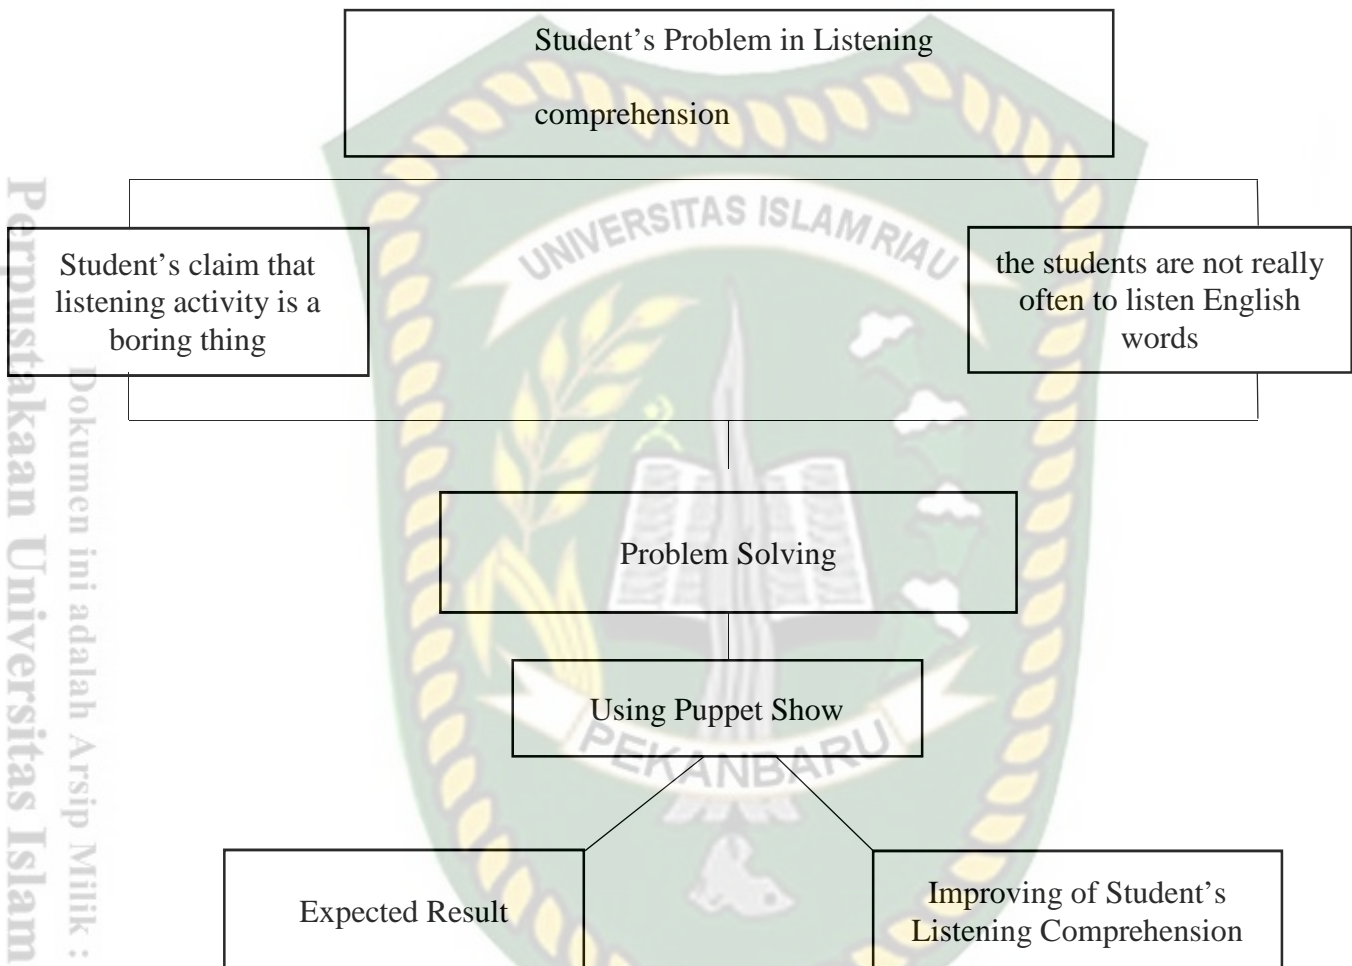 Student’s Problem in Listening
comprehension
Student’s claim that
listening activity is a
boring thing
the students are not really
often to listen English
words
Problem Solving
Using Puppet Show
Expected Result
Improving of Student’s
Listening Comprehension
UNIVERSITAS ISLAM RIAU
PEKANBARU
Perpustakaan Universitas Islam
Dokumen ini adalah Arsip Milik :